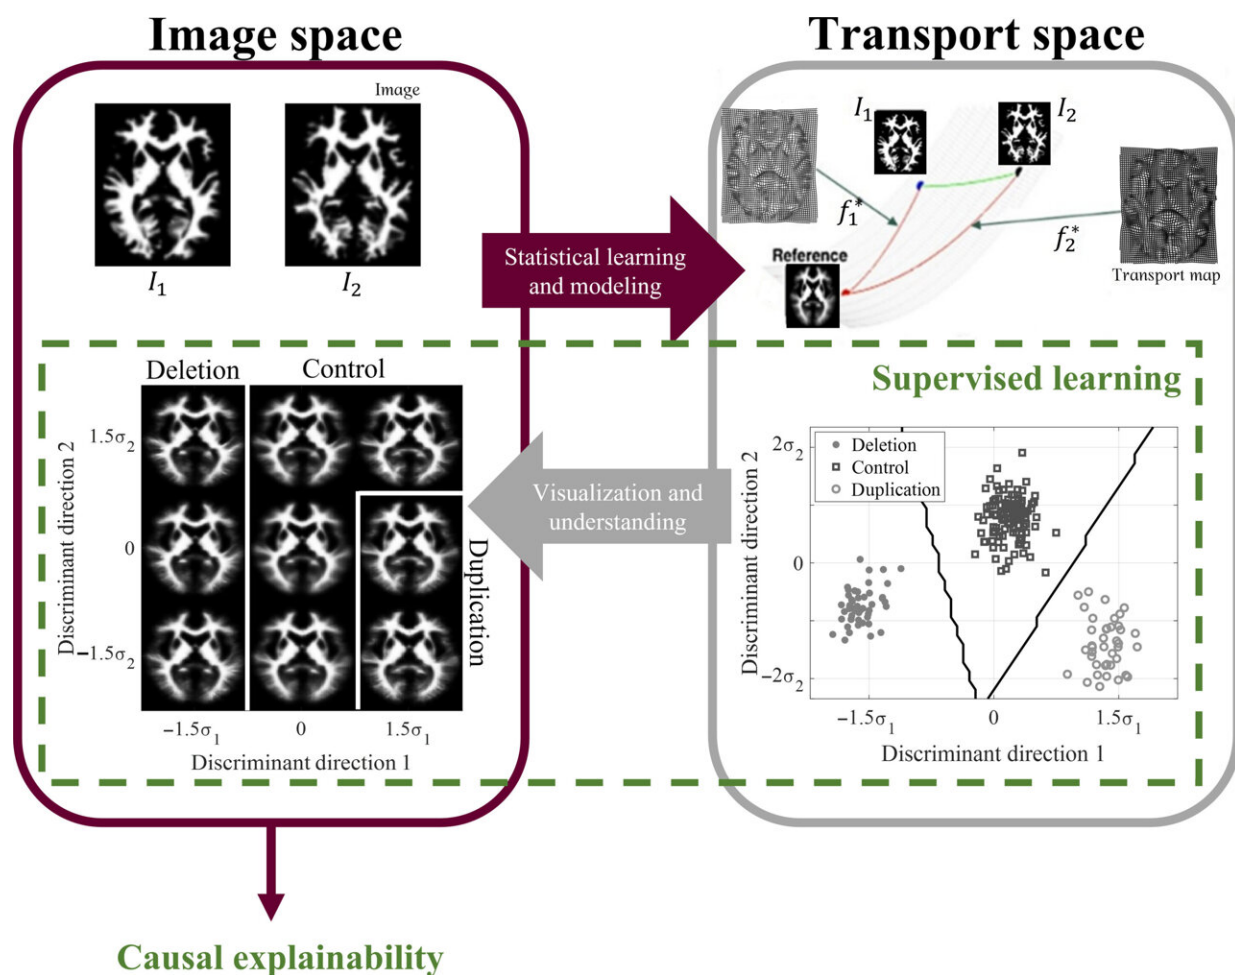 Image space
Transport space
Image
I₁
I₂
I₁
I₂
f₁*
f₂*
Reference
Transport map
Statistical learning
and modeling
Supervised learning
Deletion
Control
Duplication
Discriminant direction 2
1.5σ₂
0
−1.5σ₂
−1.5σ₁
0
1.5σ₁
Discriminant direction 1
Visualization and
understanding
Deletion
Control
Duplication
Discriminant direction 2
2σ₂
0
−2σ₂
−1.5σ₁
0
1.5σ₁
Discriminant direction 1
Causal explainability